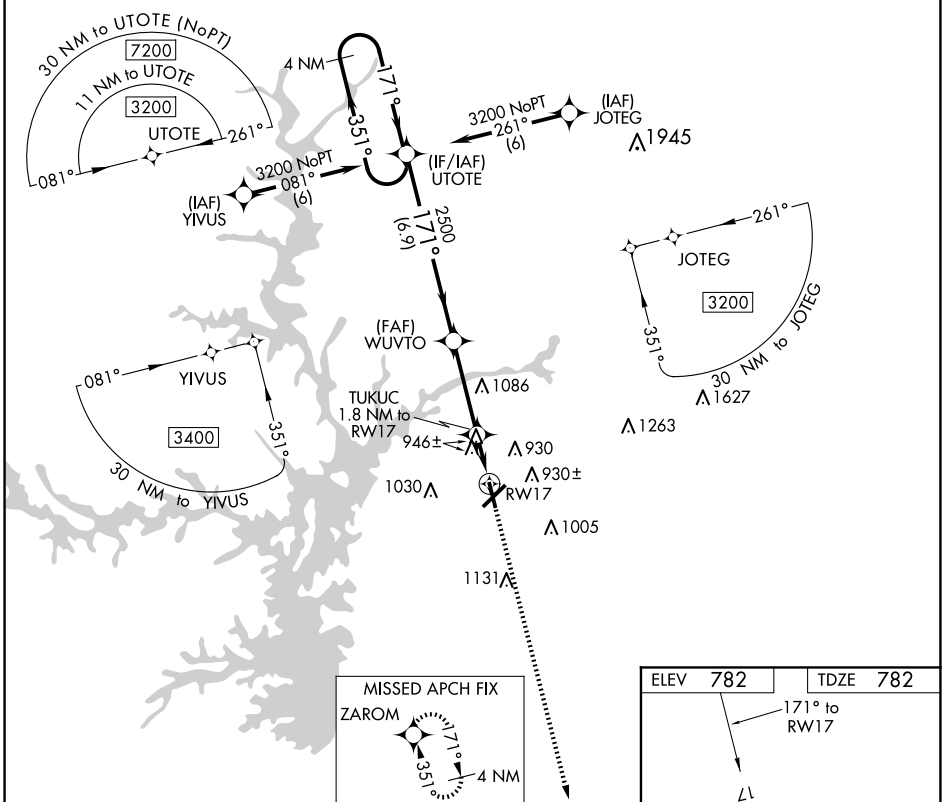 30 NM to UTOTE (NoPT)
7200
11 NM to UTOTE
3200
UTOTE
081°
261°
4 NM
171°
351°
3200 NoPT
261°
(6)
(IAF)
JOTEG
1945
(IF/IAF)
UTOTE
3200 NoPT
081°
(6)
(IAF)
YIVUS
2500
171°
(6.9)
261°
JOTEG
3200
351°
30 NM to JOTEG
(FAF)
WUVTO
081°
YIVUS
3400
351°
30 NM to YIVUS
1086
TUKUC
1.8 NM to
RW17
946±
930
930±
RW17
1030
1005
1131
1627
1263
MISSED APCH FIX
ZAROM
171°
351°
4 NM
ELEV 782
TDZE 782
171° to
RW17
17